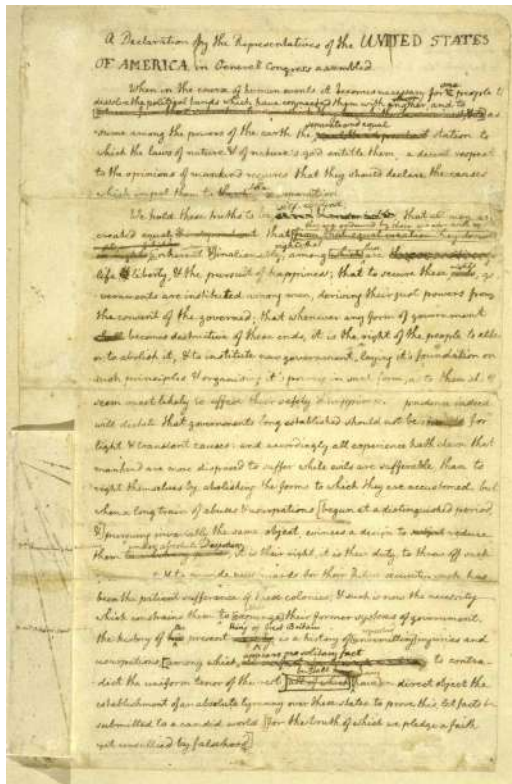 A Declaration by the Representatives of the UNITED STATES
OF AMERICA, in General Congress assembled.
When in the course of human events it becomes necessary for one people to
dissolve the political bands which have connected them with another, and to
as
separate and equal
sume among the powers of the earth the station to
which the laws of nature & of nature's god entitle them, a decent respect
to the opinions of mankind requires that they should declare the causes
which impel them to the separation.
We hold these truths to be self-evident, that all men are
created equal that
inherent & inalienable, among which are
life & liberty, & the pursuit of happiness; that to secure these
vernments are instituted among men, deriving their just powers from
the consent of the governed; that whenever any form of government
becomes destructive of these ends, it is the right of the people to alter
or to abolish it, & to institute new government, laying it's foundation on
such principles & organising it's powers in such form, as to them shall
seem most likely to effect their safety & happiness. prudence indeed
will dictate that governments long established should not be changed for
light & transient causes: and accordingly all experience hath shewn that
mankind are more disposed to suffer while evils are sufferable, than to
right themselves by abolishing the forms to which they are accustomed. but
when a long train of abuses & usurpations [begun at a distinguished period,
&] pursuing invariably the same object, evinces a design to reduce
under absolute Despotism
them it is their right, it is their duty, to throw off such
& to provide new guards for their future security. such has
been the patient sufferance of these colonies; & such is now the necessity
which constrains them to [expunge] their former systems of government.
King of Great Britain
the history of the present is a history of [unremitting] injuries and
usurpations, [among which,
appears no solitary fact
to contra-
dict the uniform tenor of the rest [all of which] [have] in direct object the
establishment of an absolute tyranny over these states. to prove this let facts be
submitted to a candid world [for the truth of which we pledge a faith
yet unsullied by falsehood]